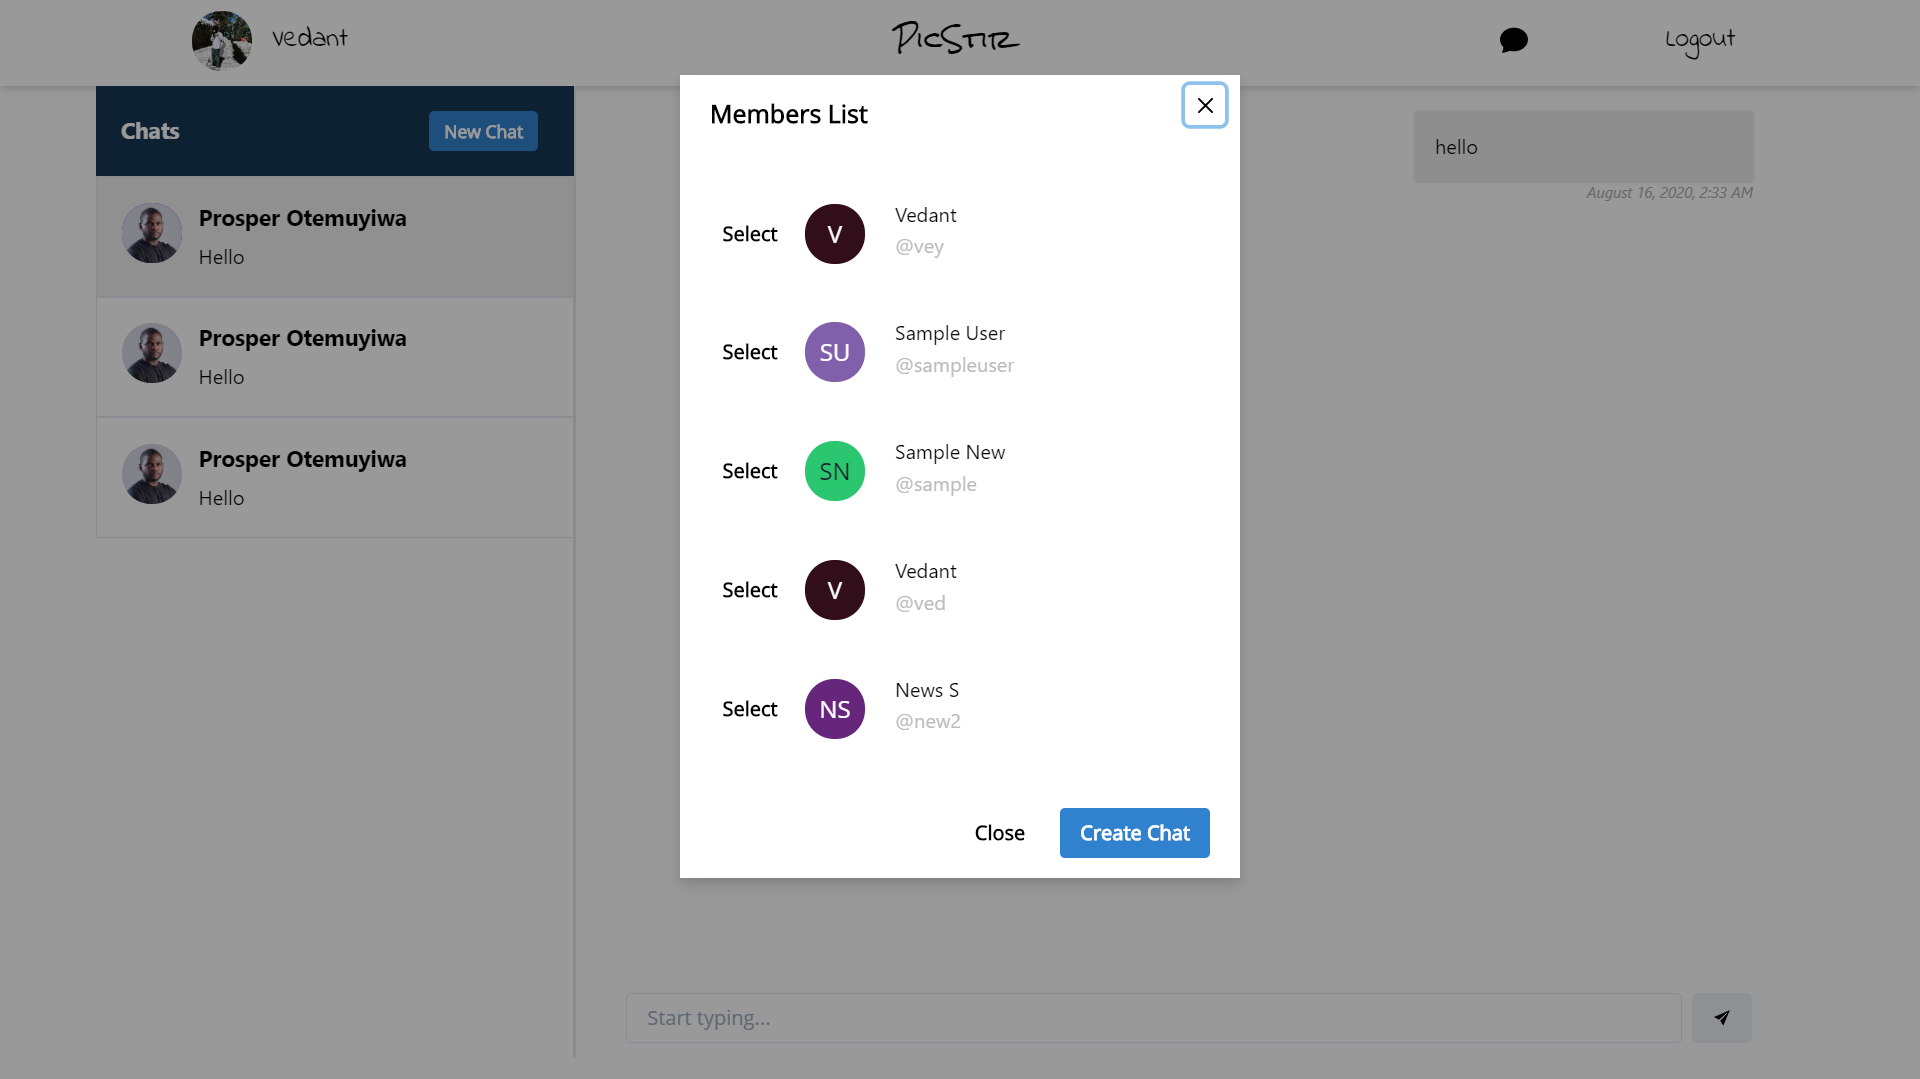 vedant
PicStir
Logout
Chats
New Chat
Prosper Otemuyiwa
Hello
Prosper Otemuyiwa
Hello
Prosper Otemuyiwa
Hello
Members List
Select
V
Vedant
@vey
Select
SU
Sample User
@sampleuser
Select
SN
Sample New
@sample
Select
V
Vedant
@ved
Select
NS
News S
@new2
Close
Create Chat
hello
August 16, 2020, 2:33 AM
Start typing...